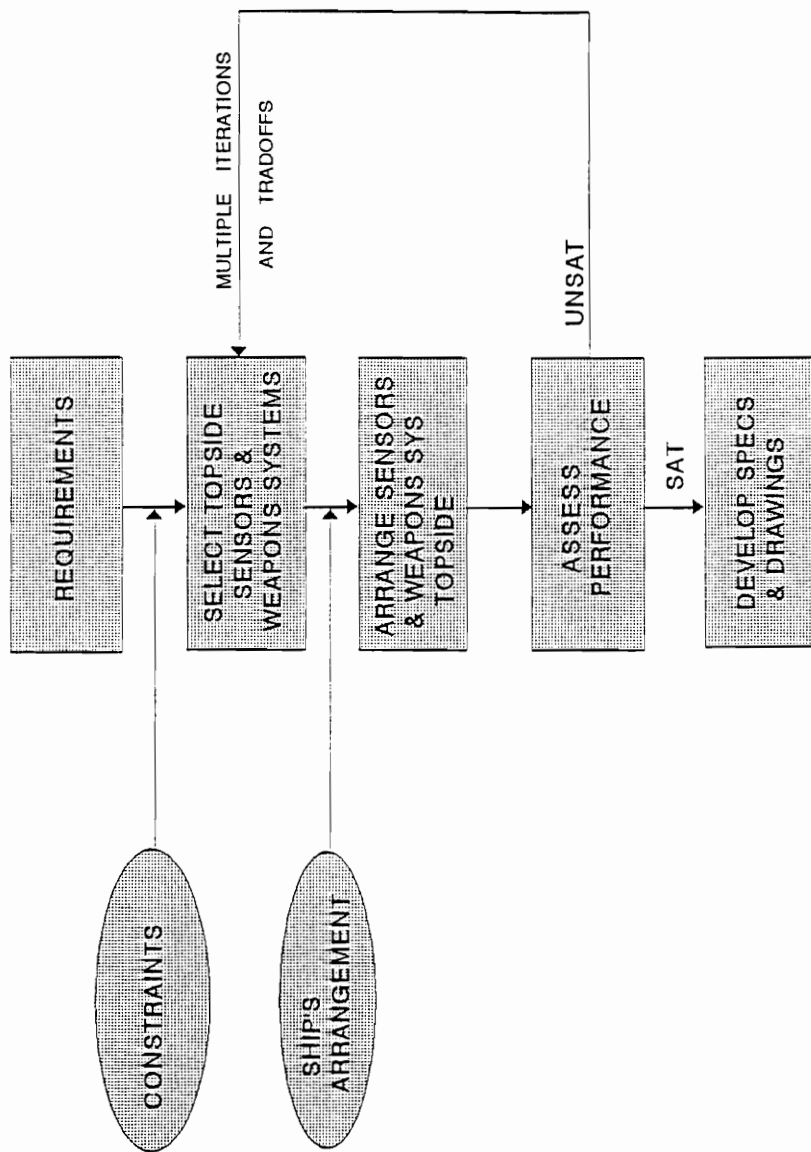 REQUIREMENTS
CONSTRAINTS
SELECT TOPSIDE
SENSORS &
WEAPONS SYSTEMS
MULTIPLE ITERATIONS
AND TRADOFFS
SHIP'S
ARRANGEMENT
ARRANGE SENSORS
& WEAPONS SYS
TOPSIDE
ASSESS
PERFORMANCE
UNSAT
SAT
DEVELOP SPECS
& DRAWINGS